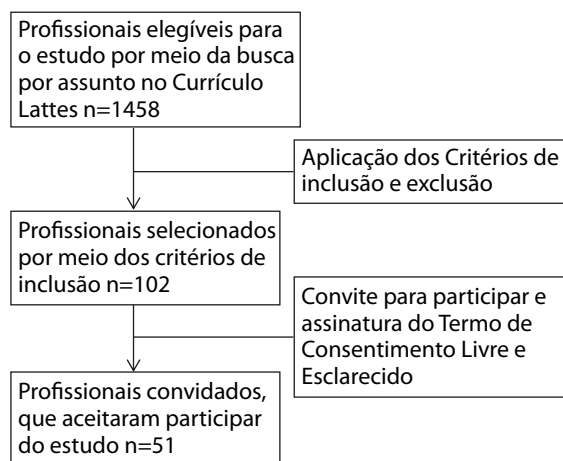 Profissionais elegíveis para
o estudo por meio da busca
por assunto no Currículo
Lattes n=1458
Aplicação dos Critérios de
inclusão e exclusão
Profissionais selecionados
por meio dos critérios de
inclusão n=102
Convite para participar e
assinatura do Termo de
Consentimento Livre e
Esclarecido
Profissionais convidados,
que aceitaram participar
do estudo n=51